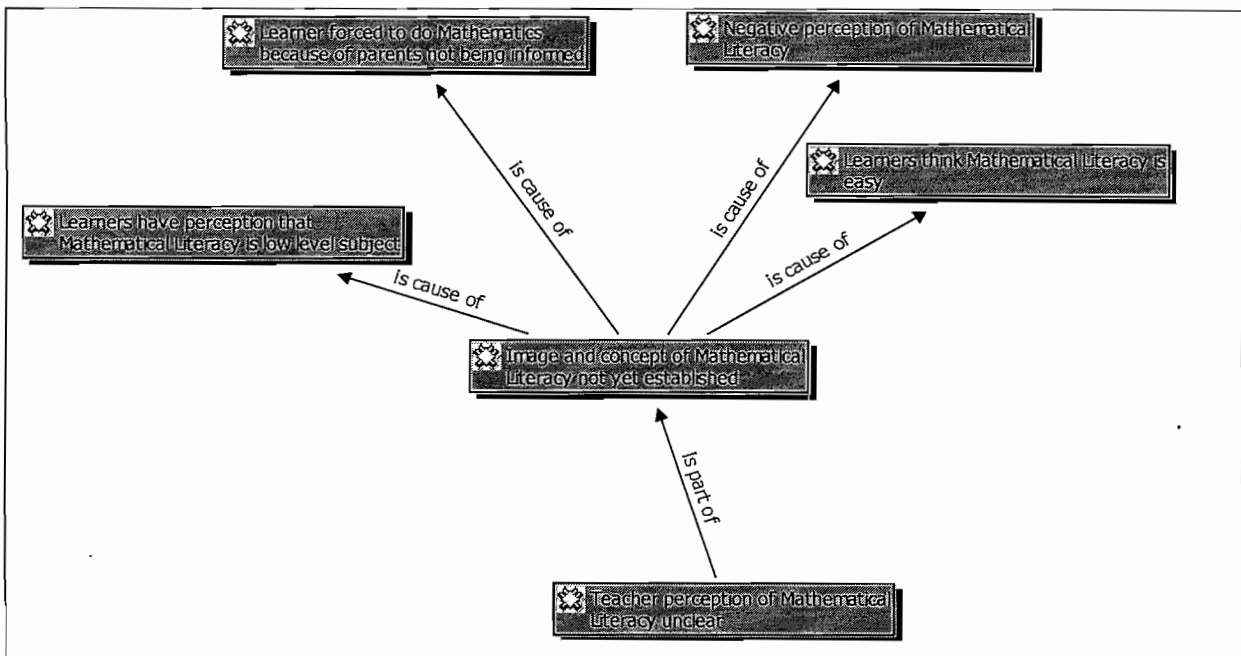 Learner forced to do Mathematics
because of parents not being informed
Negative perception of Mathematical
Literacy
Learners think Mathematical Literacy is
easy
Learners have perception that
Mathematical Literacy is low level subject
is cause of
is cause of
is cause of
is cause of
Image and concept of Mathematical
Literacy not yet established
is part of
Teacher perception of Mathematical
Literacy unclear